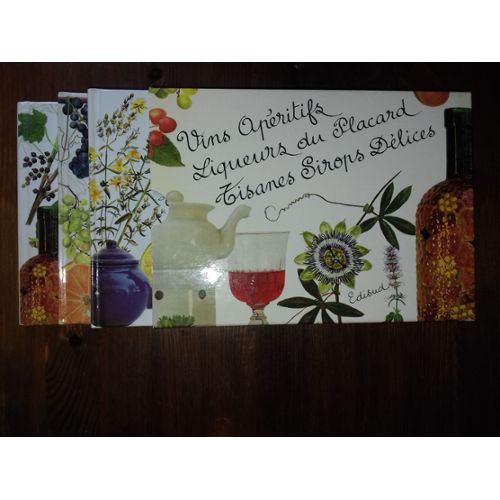 Vins Apéritifs
Liqueurs du Placard
Tisanes Sirops Délices
Edisud